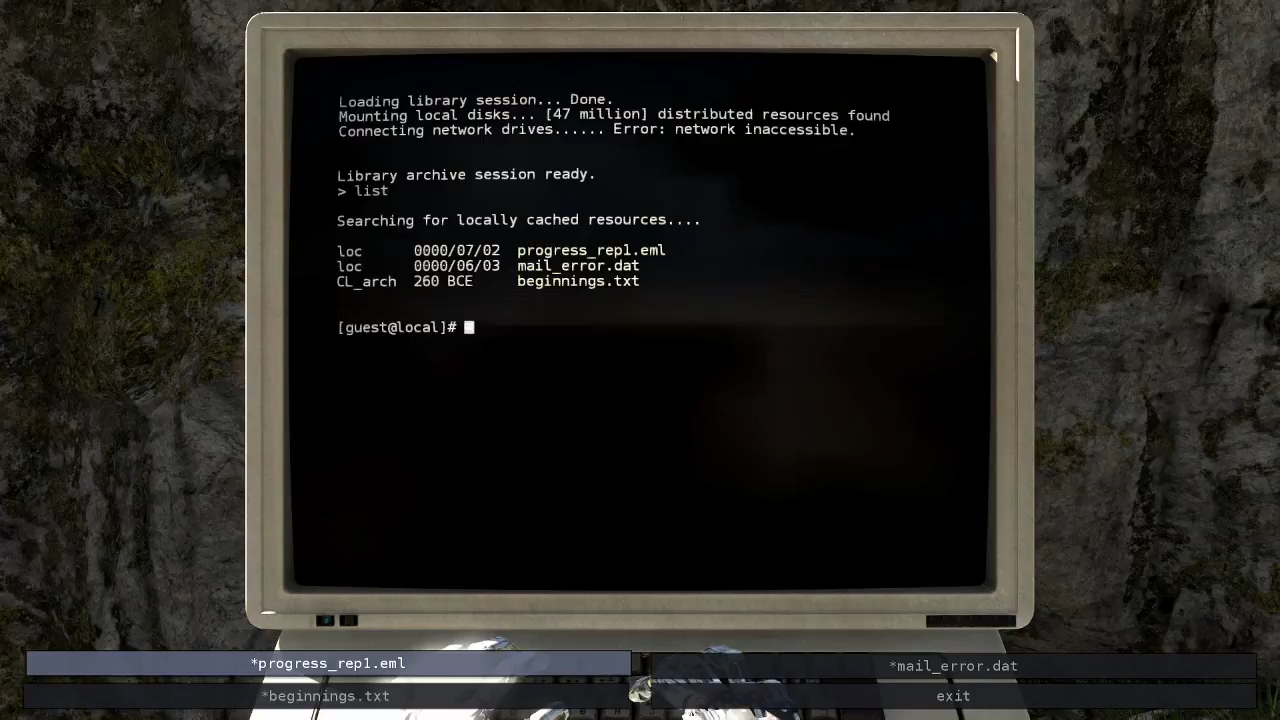 Loading library session... Done.
Mounting local disks... [47 million] distributed resources found
Connecting network drives...... Error: network inaccessible.
Library archive session ready.
> list
Searching for locally cached resources....
loc 0000/07/02 progress_rep1.eml
loc 0000/06/03 mail_error.dat
CL_arch 260 BCE beginnings.txt
[guest@local]#
*progress_rep1.eml *mail_error.dat
*beginnings.txt exit